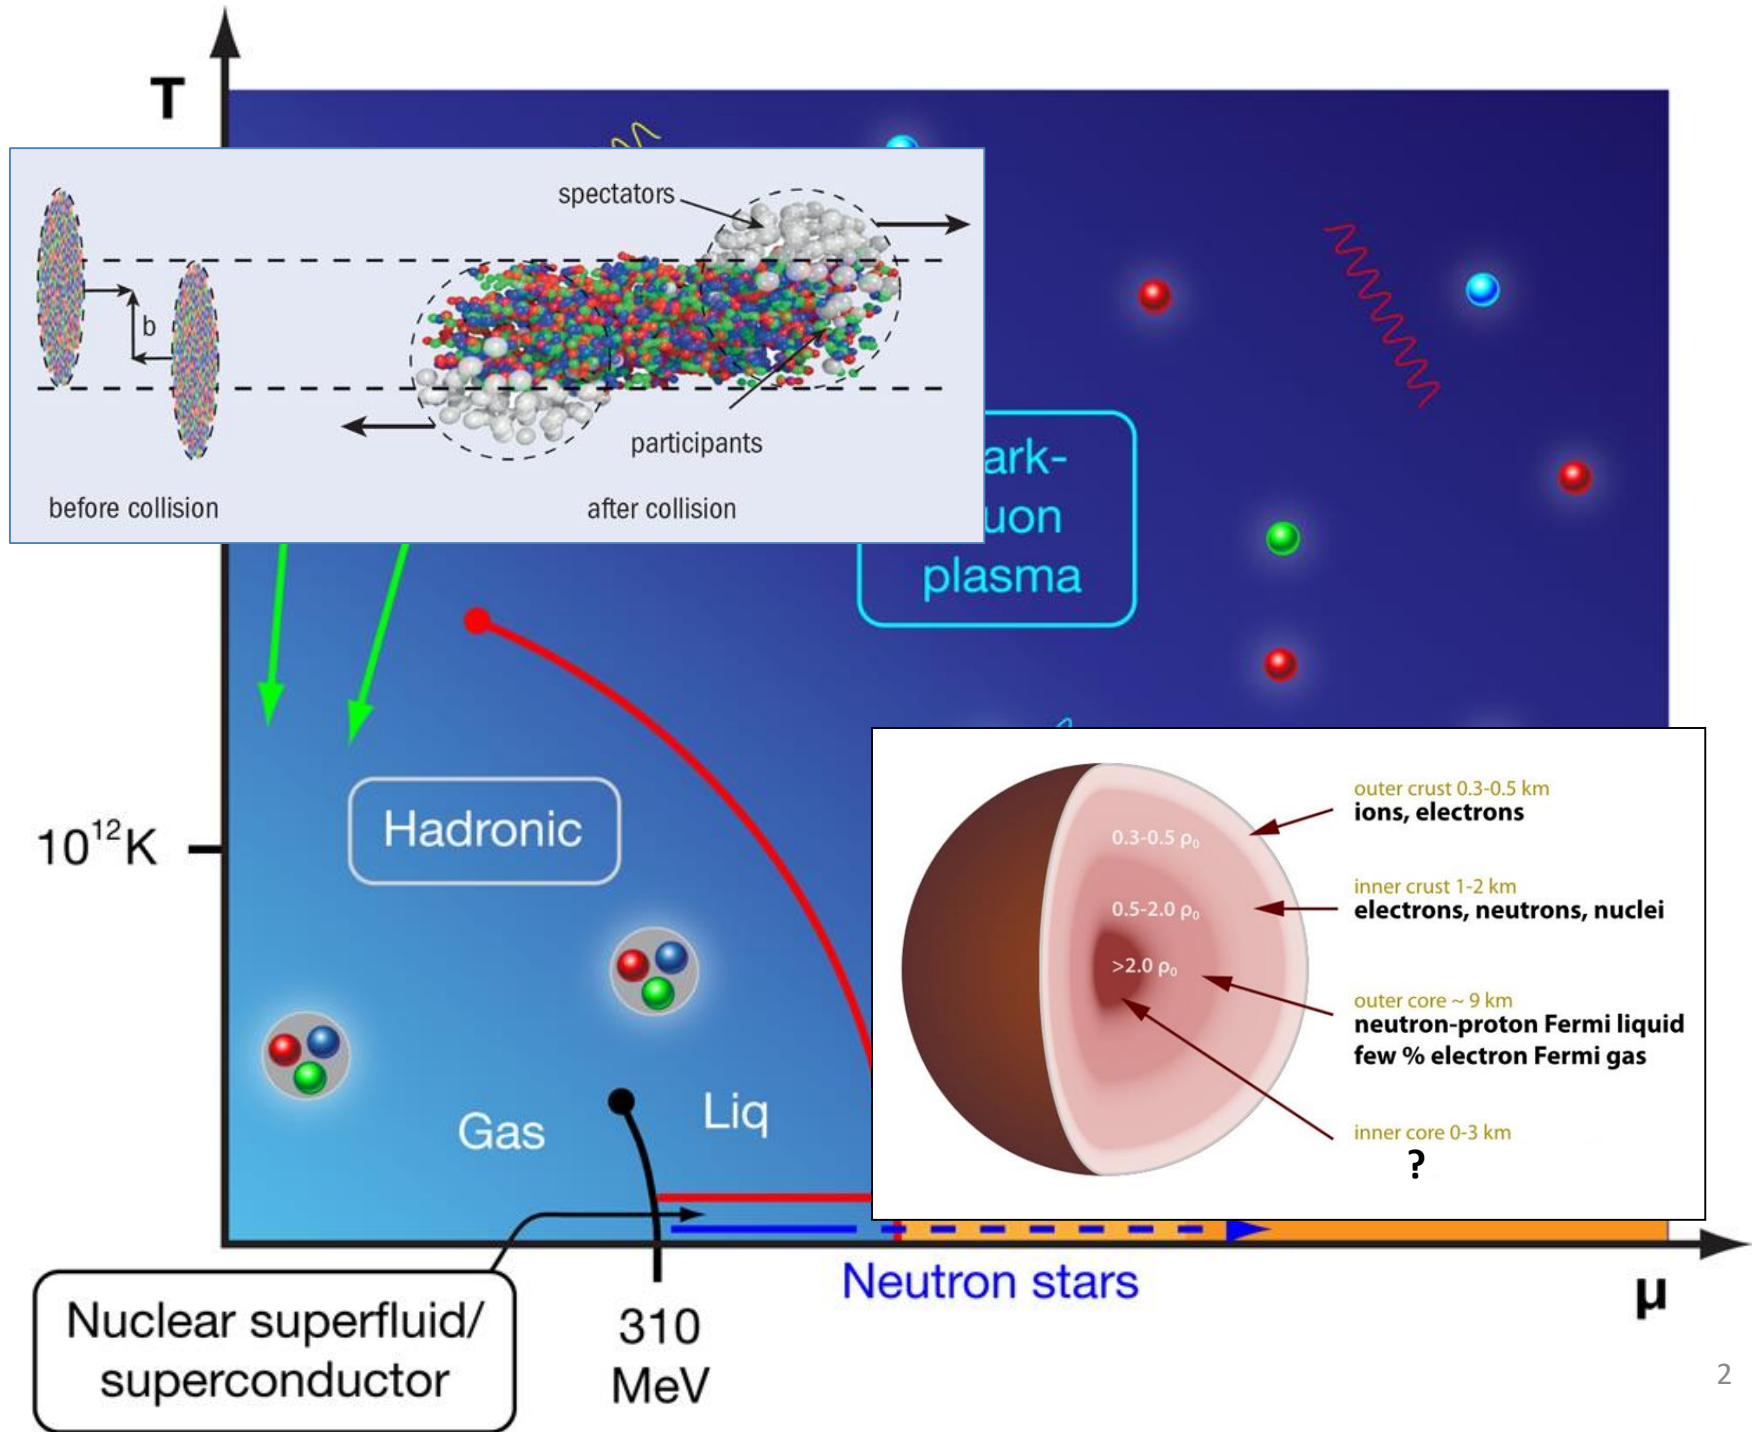 T
spectators
b
participants
before collision
after collision
ark-
uon
plasma
10¹²K
Hadronic
Gas
Liq
0.3-0.5 ρ₀
0.5-2.0 ρ₀
>2.0 ρ₀
outer crust 0.3-0.5 km
ions, electrons
inner crust 1-2 km
electrons, neutrons, nuclei
outer core ~ 9 km
neutron-proton Fermi liquid
few % electron Fermi gas
inner core 0-3 km
?
Neutron stars
μ
Nuclear superfluid/
superconductor
310
MeV
2